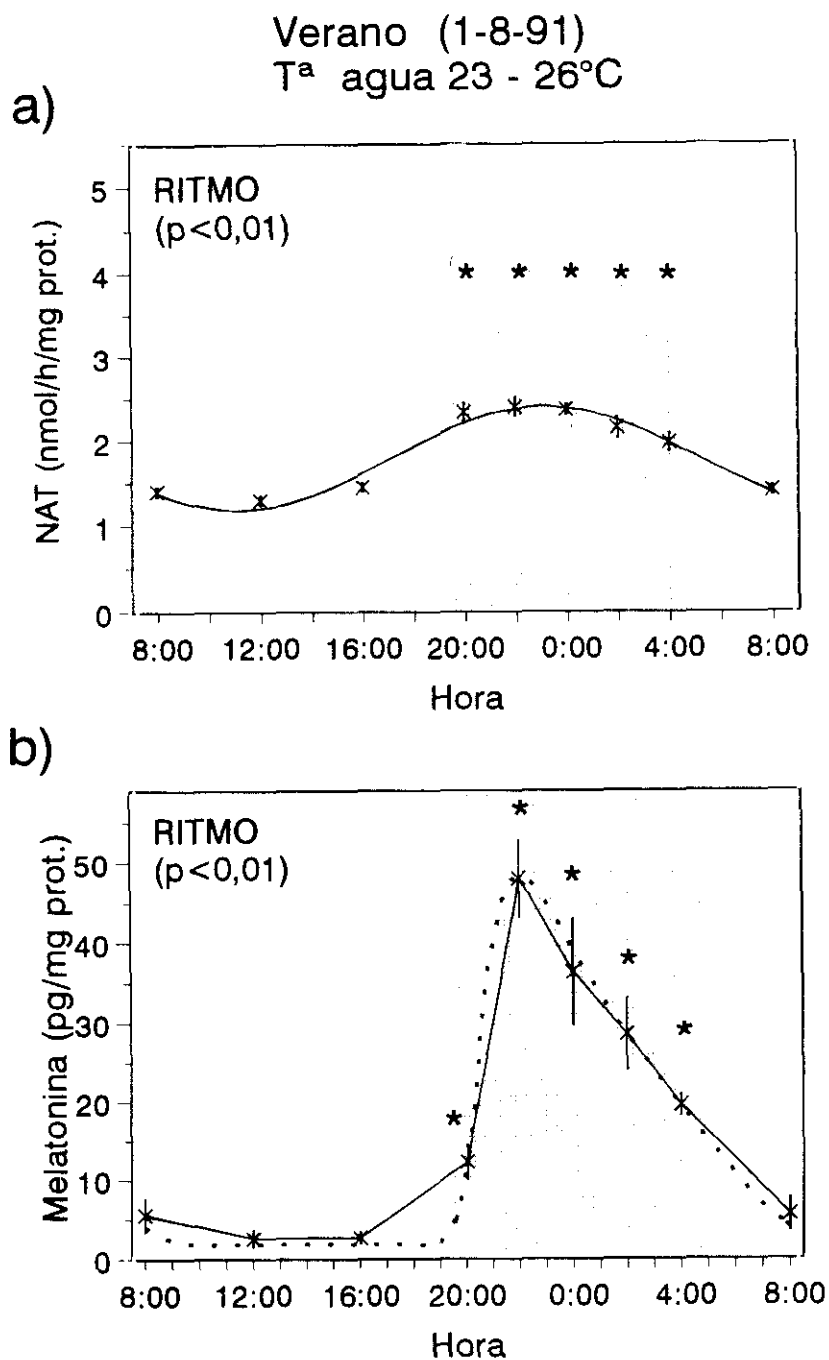 Verano (1-8-91)
Tª agua 23 - 26°C
a)
RITMO
(p<0,01)
NAT (nmol/h/mg prot.)
5
4
3
2
1
0
* * * * *
8:00 12:00 16:00 20:00 0:00 4:00 8:00
Hora
b)
RITMO
(p<0,01)
Melatonina (pg/mg prot.)
50
40
30
20
10
0
* * * * *
8:00 12:00 16:00 20:00 0:00 4:00 8:00
Hora